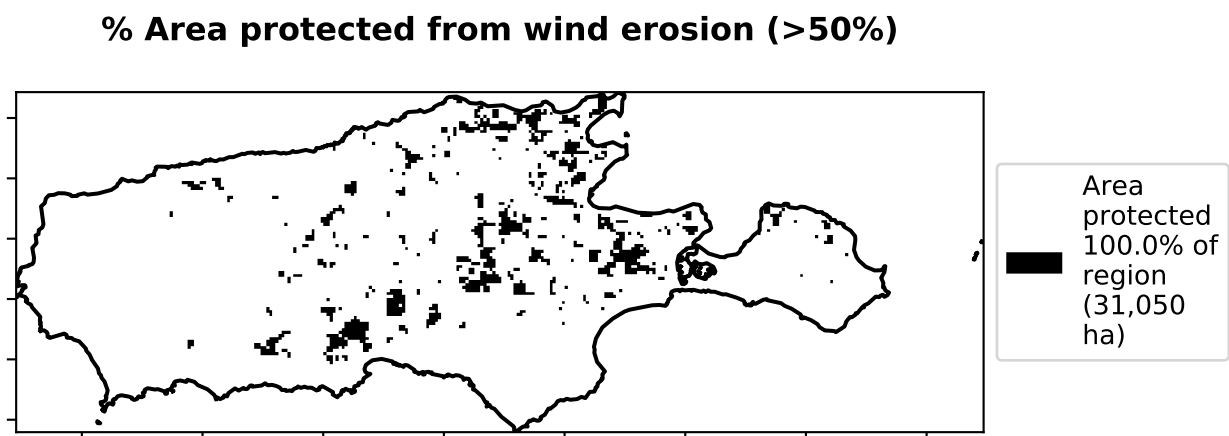 % Area protected from wind erosion (>50%)
Area
protected
100.0% of
region
(31,050
ha)